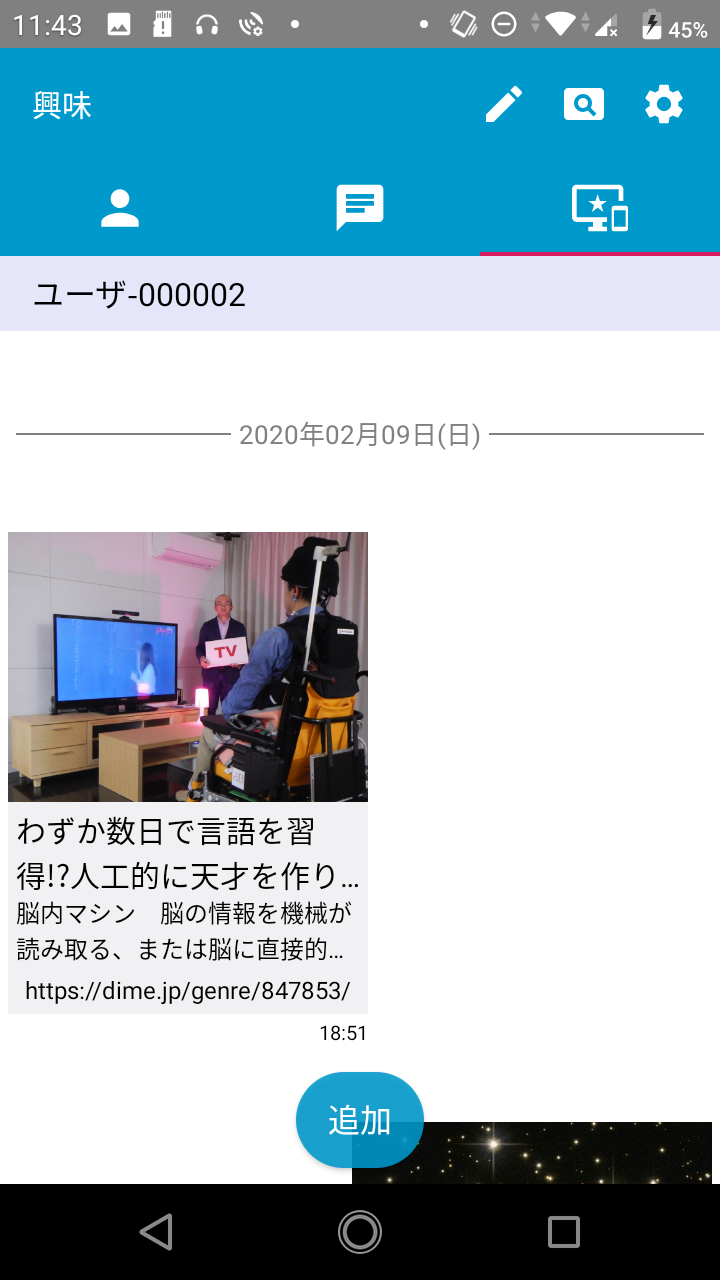 11:43
45%
興味
ユーザ-000002
2020年02月09日(日)
TV
わずか数日で言語を習
得!?人工的に天才を作り…
脳内マシン　脳の情報を機械が
読み取る、または脳に直接的…
https://dime.jp/genre/847853/
18:51
追加